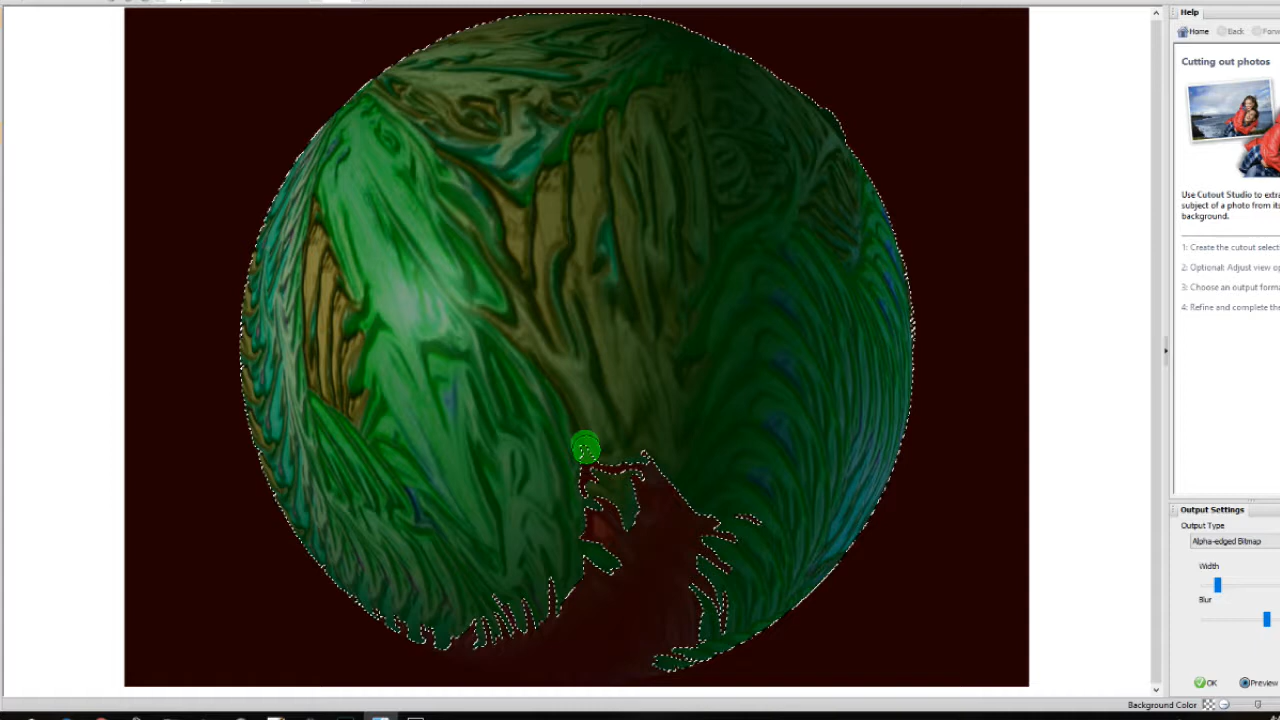 Help
Home Back Forw
Cutting out photos
Use Cutout Studio to extra
subject of a photo from its
background.
1: Create the cutout select
2: Optional: Adjust view op
3: Choose an output forma
4: Refine and complete the
Output Settings
Output Type
Alpha-edged Bitmap
Width
Blur
OK Preview
Background Color